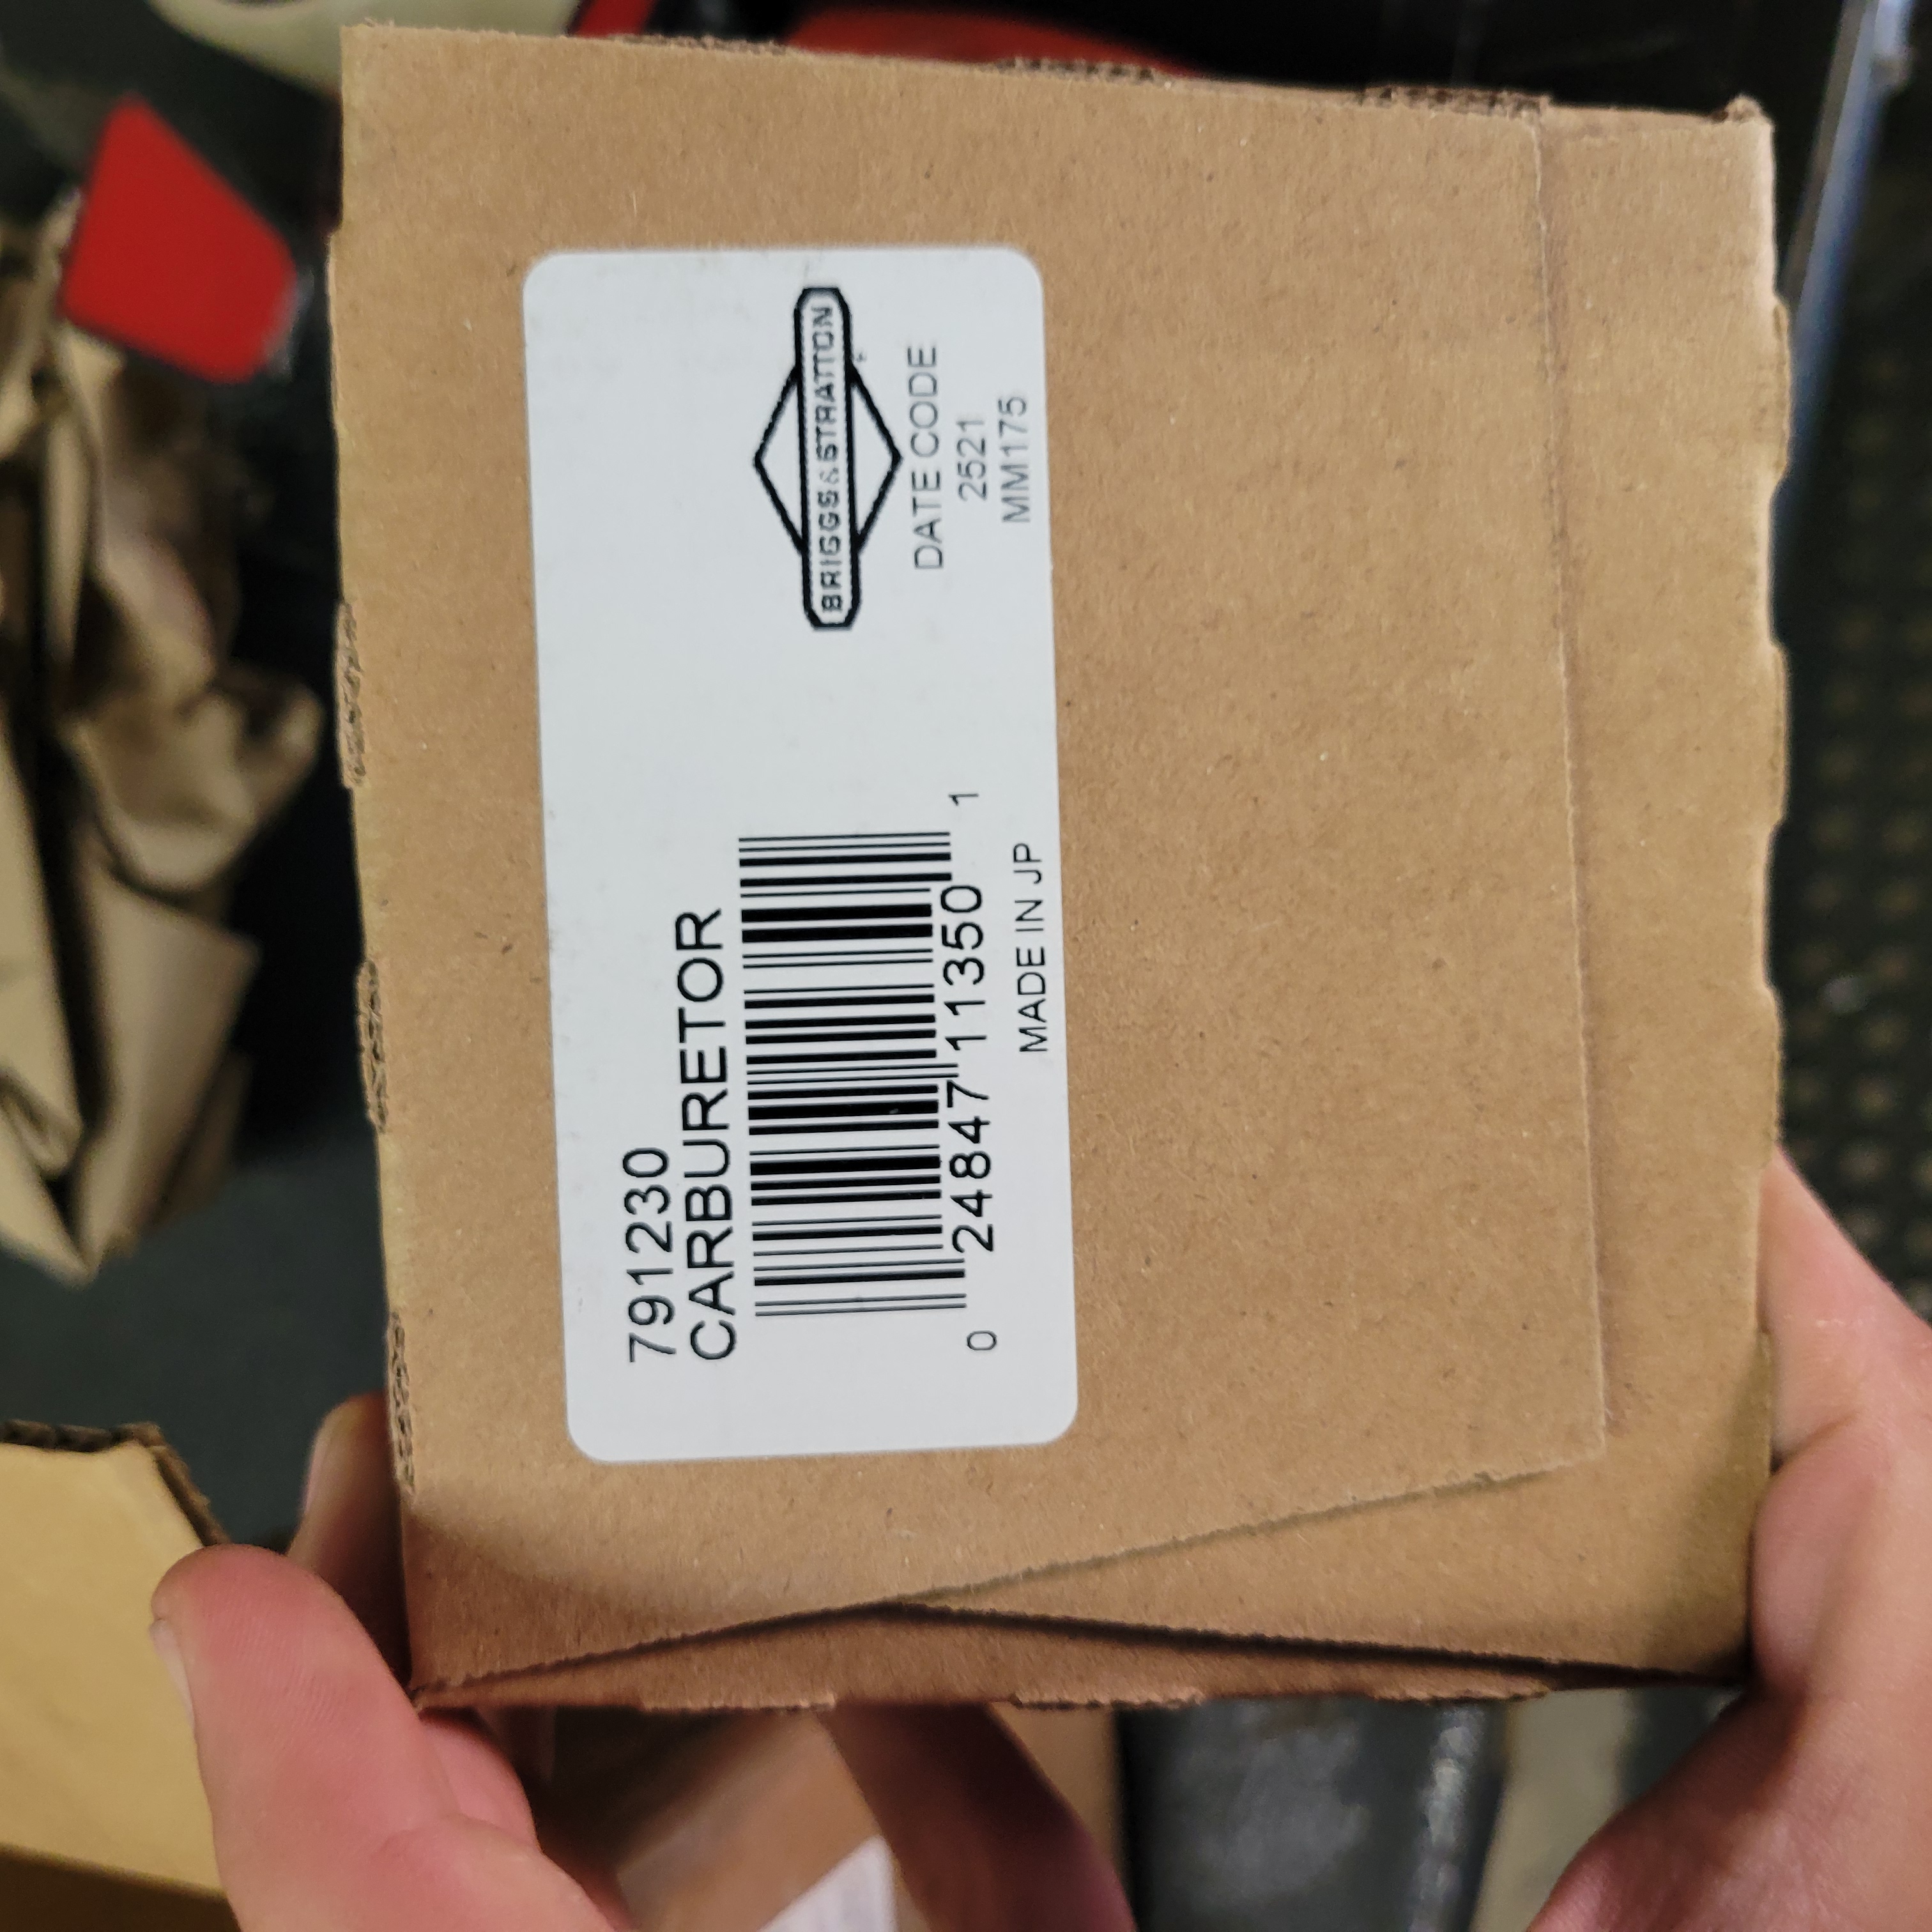 791230
CARBURETOR
0 24847 11350 1
MADE IN JP
BRIGGS & STRATTON
DATE CODE
2521
MM175